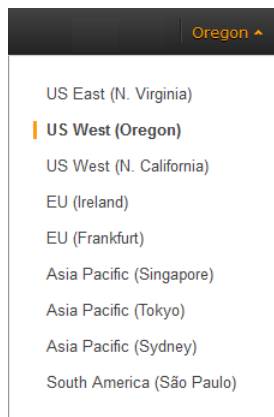 Oregon
US East (N. Virginia)
US West (Oregon)
US West (N. California)
EU (Ireland)
EU (Frankfurt)
Asia Pacific (Singapore)
Asia Pacific (Tokyo)
Asia Pacific (Sydney)
South America (São Paulo)